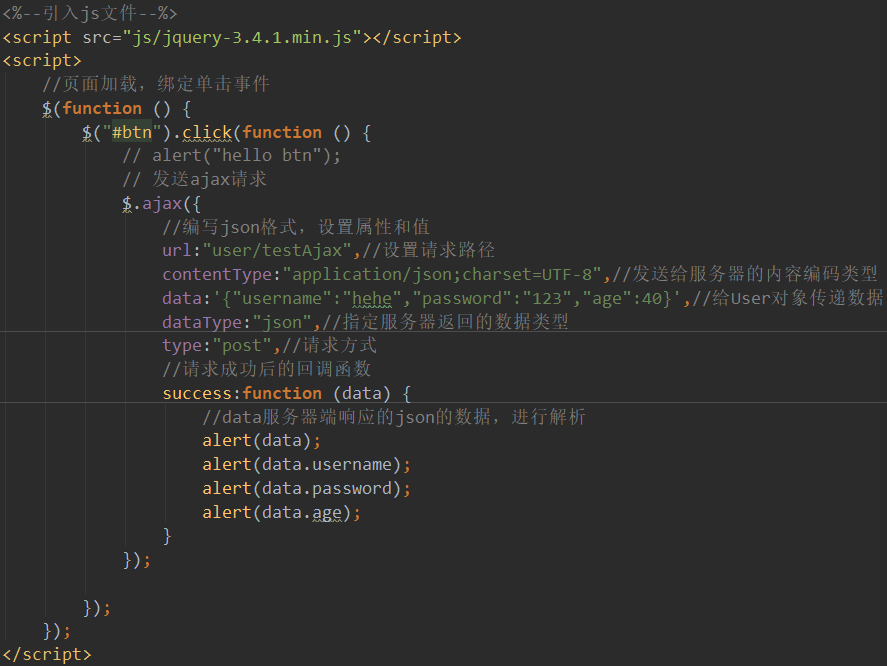 <%--引入js文件--%>
<script src="js/jquery-3.4.1.min.js"></script>
<script>
//页面加载，绑定单击事件
$(function () {
$("#btn").click(function () {
// alert("hello btn");
// 发送ajax请求
$.ajax({
//编写json格式，设置属性和值
url:"user/testAjax",//设置请求路径
contentType:"application/json;charset=UTF-8",//发送给服务器的内容编码类型
data:'{"username":"hehe","password":"123","age":40}',//给User对象传递数据
dataType:"json",//指定服务器返回的数据类型
type:"post",//请求方式
//请求成功后的回调函数
success:function (data) {
//data服务器端响应的json的数据，进行解析
alert(data);
alert(data.username);
alert(data.password);
alert(data.age);
}
});
});
});
</script>